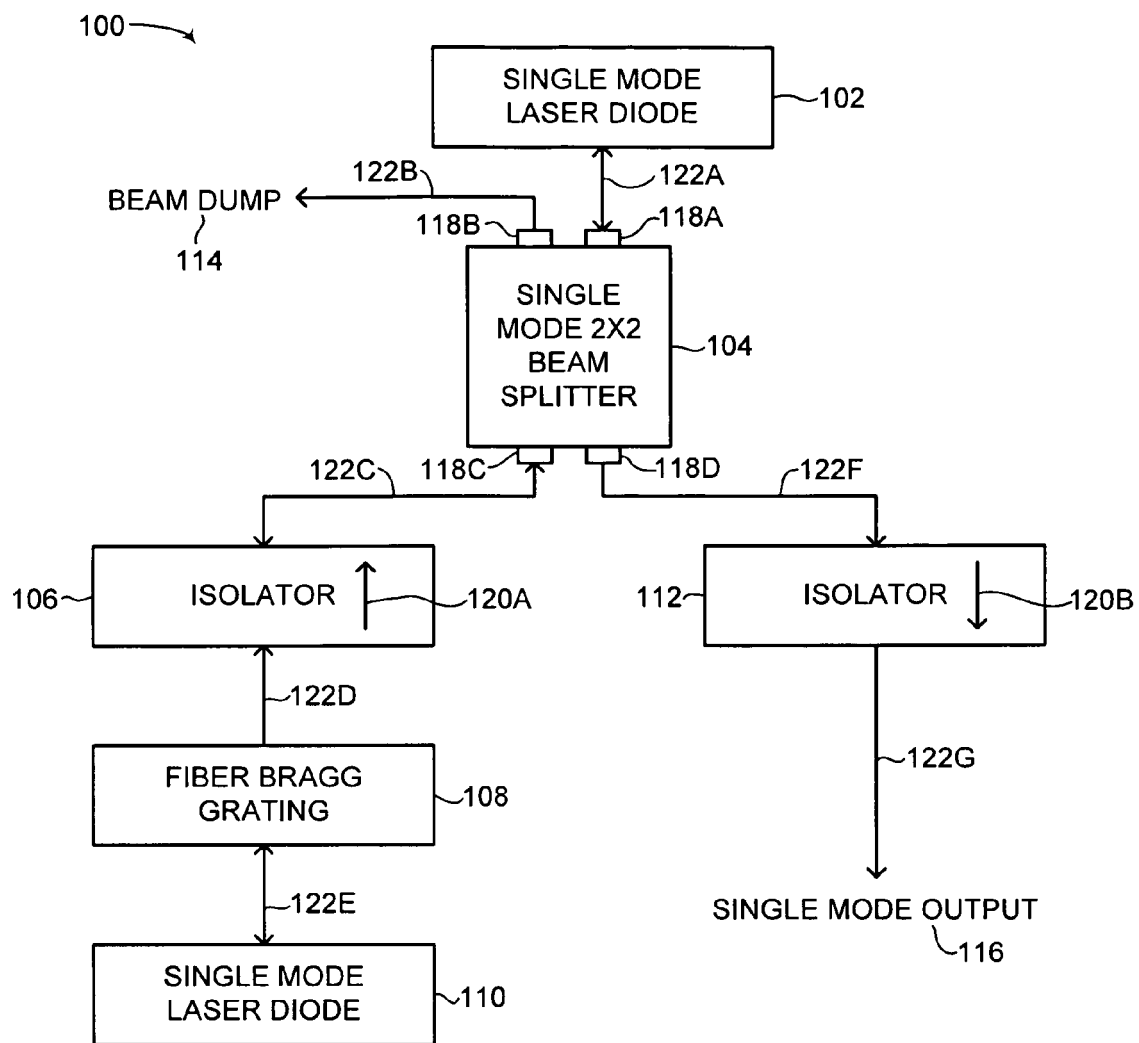 100
SINGLE MODE
LASER DIODE
102
122B
122A
BEAM DUMP
114
118B
118A
SINGLE
MODE 2X2
BEAM
SPLITTER
104
122C
118C
118D
122F
106
ISOLATOR
120A
112
ISOLATOR
120B
122D
FIBER BRAGG
GRATING
108
122G
122E
SINGLE MODE OUTPUT
116
SINGLE MODE
LASER DIODE
110